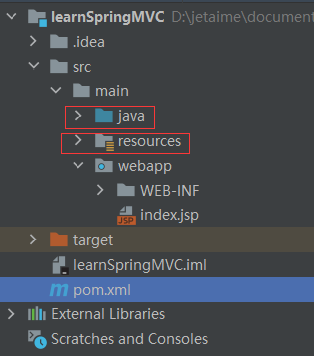 learnSpringMVC D:\jetaime\document
.idea
src
main
java
resources
webapp
WEB-INF
JSP index.jsp
target
learnSpringMVC.iml
m pom.xml
External Libraries
Scratches and Consoles